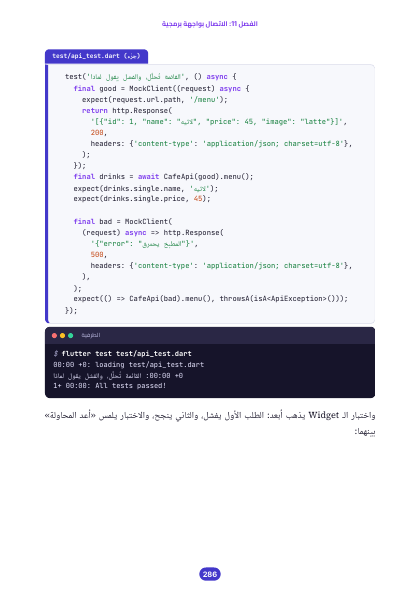 الفصل 11: الاتصال بواجهة برمجية
test/api_test.dart (جزء)
test('القائمة تُحلَّل، والفشل يقول لماذا', () async {
final good = MockClient((request) async {
expect(request.url.path, '/menu');
return http.Response(
'[{"id": 1, "name": "لاتيه", "price": 45, "image": "latte"}]',
200,
headers: {'content-type': 'application/json; charset=utf-8'},
);
});
final drinks = await CafeApi(good).menu();
expect(drinks.single.name, 'لاتيه');
expect(drinks.single.price, 45);
final bad = MockClient(
(request) async => http.Response(
'{"error": "المطبخ يحترق"}',
500,
headers: {'content-type': 'application/json; charset=utf-8'},
),
);
expect(() => CafeApi(bad).menu(), throwsA(isA<ApiException>()));
});
الطرفية
$ flutter test test/api_test.dart
00:00 +0: loading test/api_test.dart
00:00 +0: القائمة تُحلَّل، والفشل يقول لماذا
00:00 +1: All tests passed!
واختبار الـ Widget يذهب أبعد: الطلب الأول يفشل، والثاني ينجح، والاختبار يلمس «أعد المحاولة»
بينهما:
286